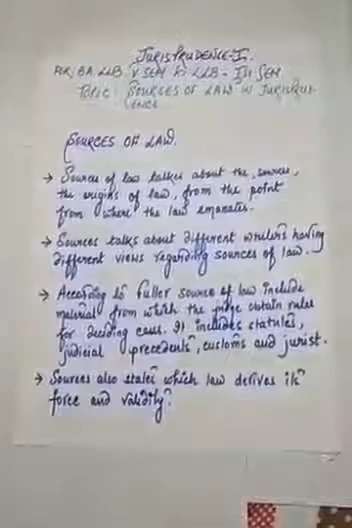 JURISPRUDENCE-I.
FOR; BA.LLB V SEM & LLB - Ist SEM
TOPIC: SOURCES OF LAW IN JURISPRUD-
ENCE
SOURCES OF LAW.
→ Sources of law talks about the, source,
the origins of law, from the point
from where the law emanates.
→ Sources talks about different writers having
different views regarding sources of law.
→ According to Fuller source of law include
material from which the judge obtain rules
for deciding cases. It includes statutes,
judicial precedents, customs and jurist.
→ Sources also states which law derives its
force and validity.